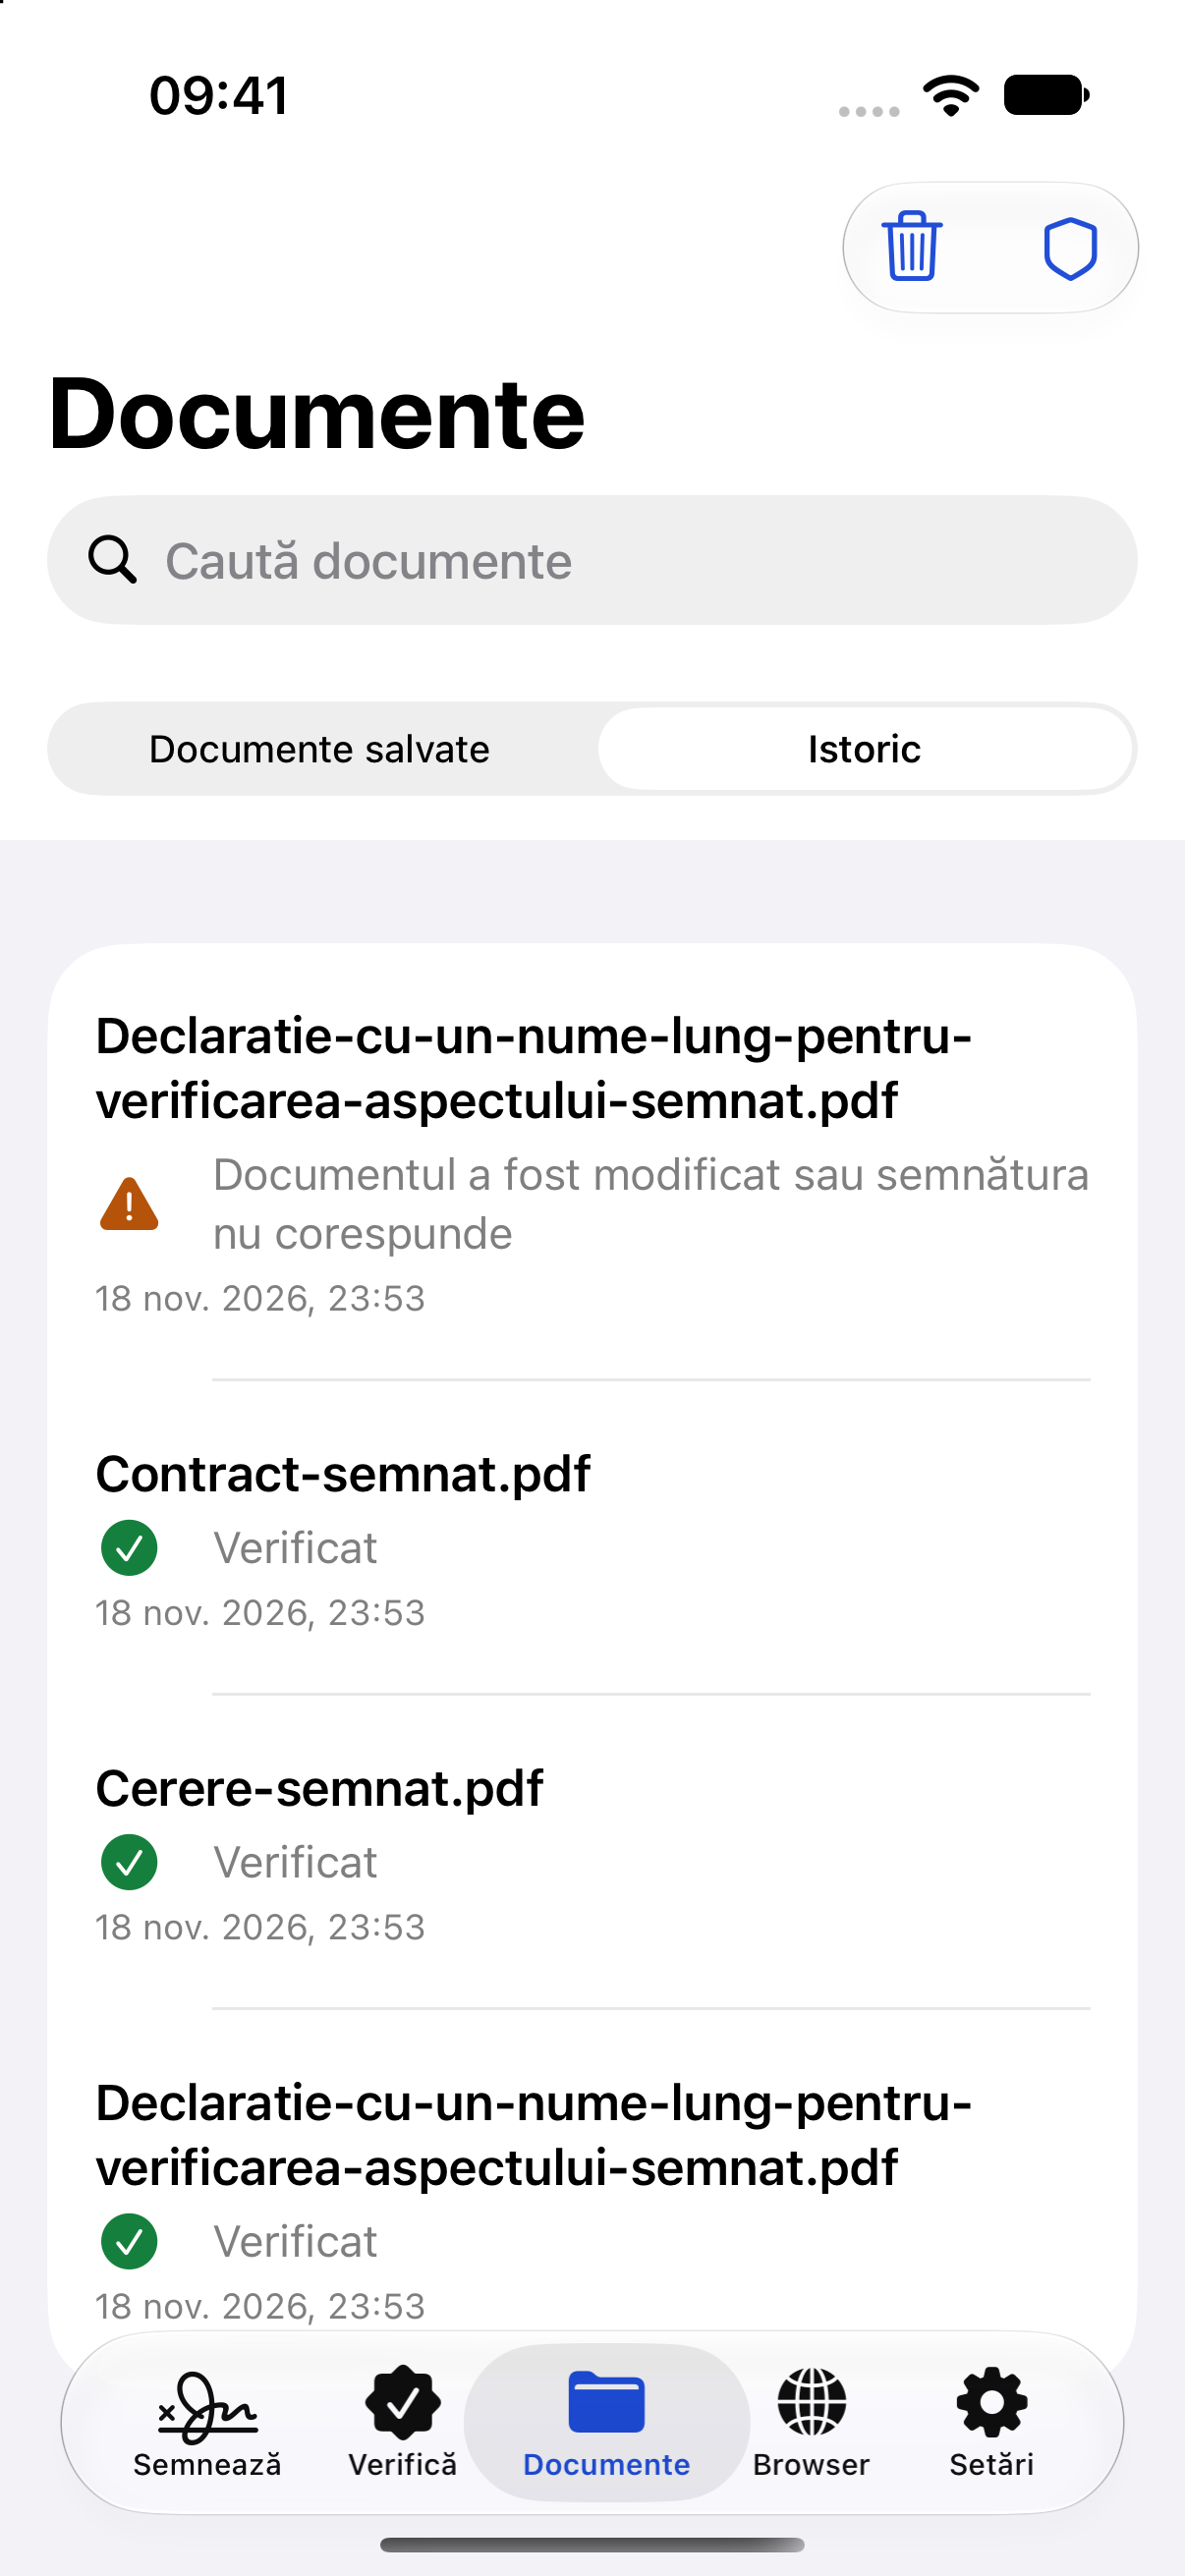 09:41
Documente
Caută documente
Documente salvate
Istoric
Declaratie-cu-un-nume-lung-pentru-
verificarea-aspectului-semnat.pdf
Documentul a fost modificat sau semnătura
nu corespunde
18 nov. 2026, 23:53
Contract-semnat.pdf
Verificat
18 nov. 2026, 23:53
Cerere-semnat.pdf
Verificat
18 nov. 2026, 23:53
Declaratie-cu-un-nume-lung-pentru-
verificarea-aspectului-semnat.pdf
Verificat
18 nov. 2026, 23:53
Semnează
Verifică
Documente
Browser
Setări